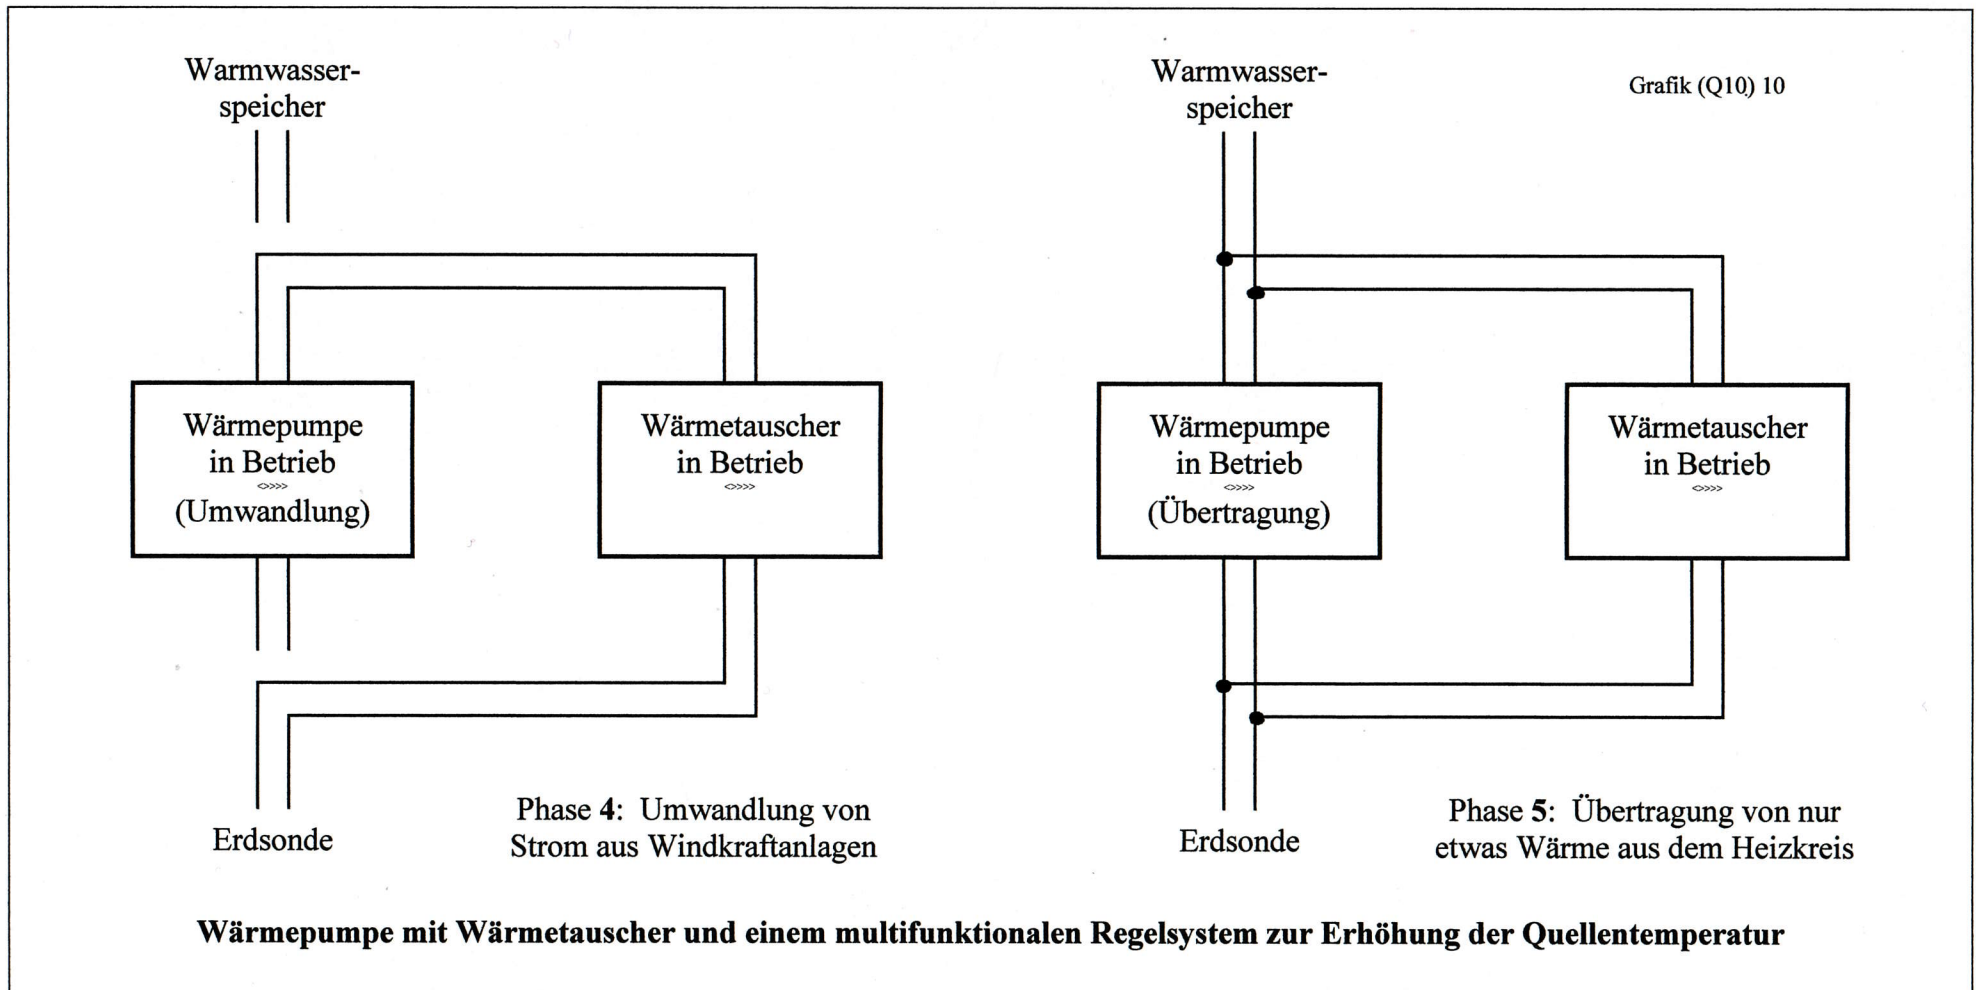 Warmwasser-
speicher
Warmwasser-
speicher
Grafik (Q10) 10
Wärmepumpe
in Betrieb
<>>>>
(Umwandlung)
Wärmetauscher
in Betrieb
<>>>>
Wärmepumpe
in Betrieb
<>>>>
(Übertragung)
Wärmetauscher
in Betrieb
<>>>>
Erdsonde
Phase 4: Umwandlung von
Strom aus Windkraftanlagen
Erdsonde
Phase 5: Übertragung von nur
etwas Wärme aus dem Heizkreis
Wärmepumpe mit Wärmetauscher und einem multifunktionalen Regelsystem zur Erhöhung der Quellentemperatur